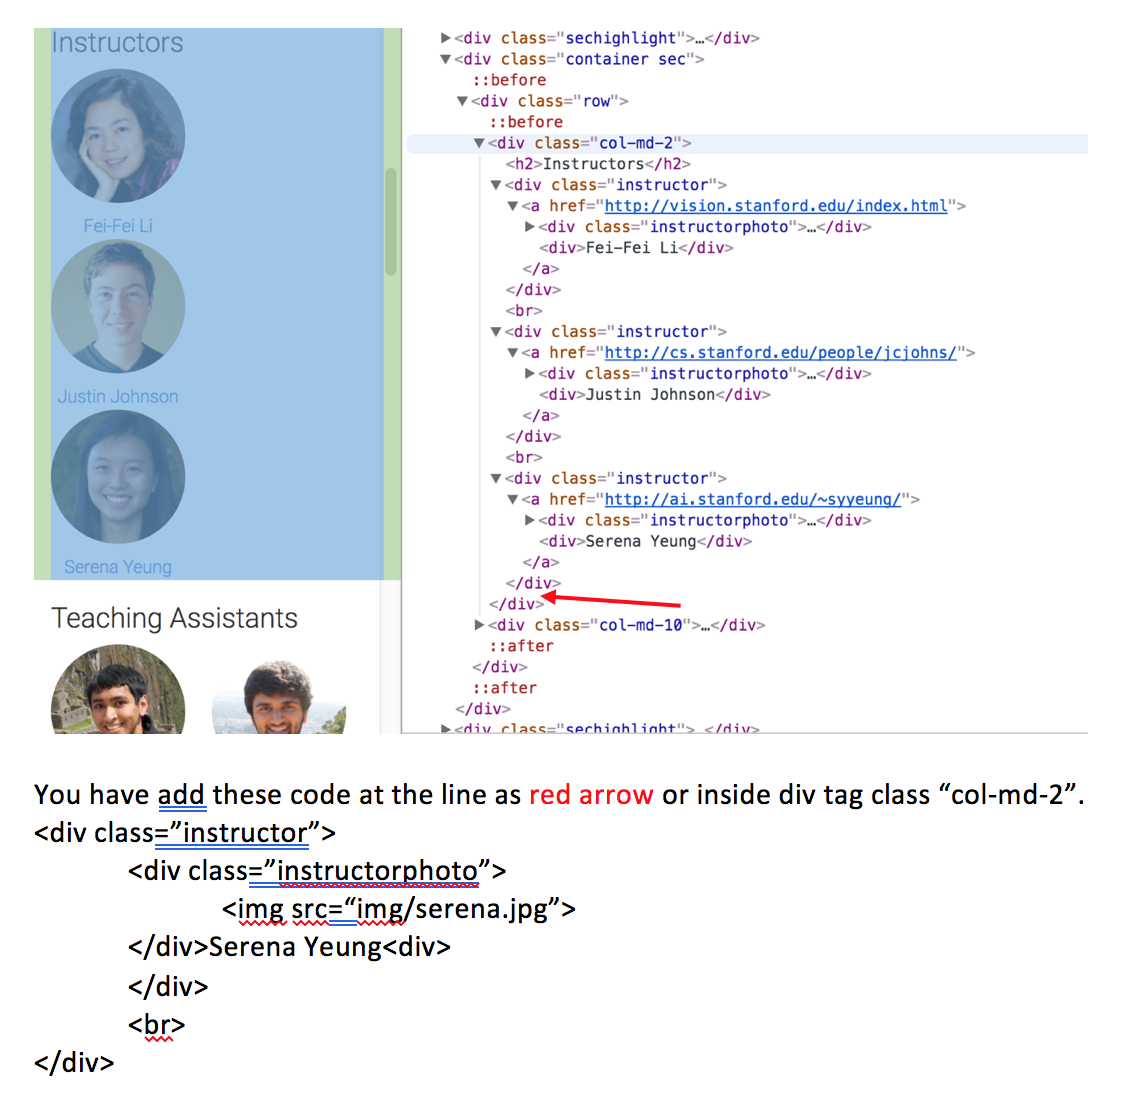 Instructors
Fei-Fei Li
Justin Johnson
Serena Yeung
Teaching Assistants
▶<div class="sechighlight">…</div>
▼<div class="container sec">
::before
▼<div class="row">
::before
▼<div class="col-md-2">
<h2>Instructors</h2>
▼<div class="instructor">
▼<a href="http://vision.stanford.edu/index.html">
▶<div class="instructorphoto">…</div>
<div>Fei-Fei Li</div>
</a>
</div>
<br>
▼<div class="instructor">
▼<a href="http://cs.stanford.edu/people/jcjohns/">
▶<div class="instructorphoto">…</div>
<div>Justin Johnson</div>
</a>
</div>
<br>
▼<div class="instructor">
▼<a href="http://ai.stanford.edu/~syyeung/">
▶<div class="instructorphoto">…</div>
<div>Serena Yeung</div>
</a>
</div>
</div>
▶<div class="col-md-10">…</div>
::after
</div>
::after
</div>
▶<div class="sechighlight"> </div>
You have add these code at the line as red arrow or inside div tag class “col-md-2”.
<div class=”instructor”>
<div class=”instructorphoto”>
<img src=“img/serena.jpg”>
</div>Serena Yeung<div>
</div>
<br>
</div>